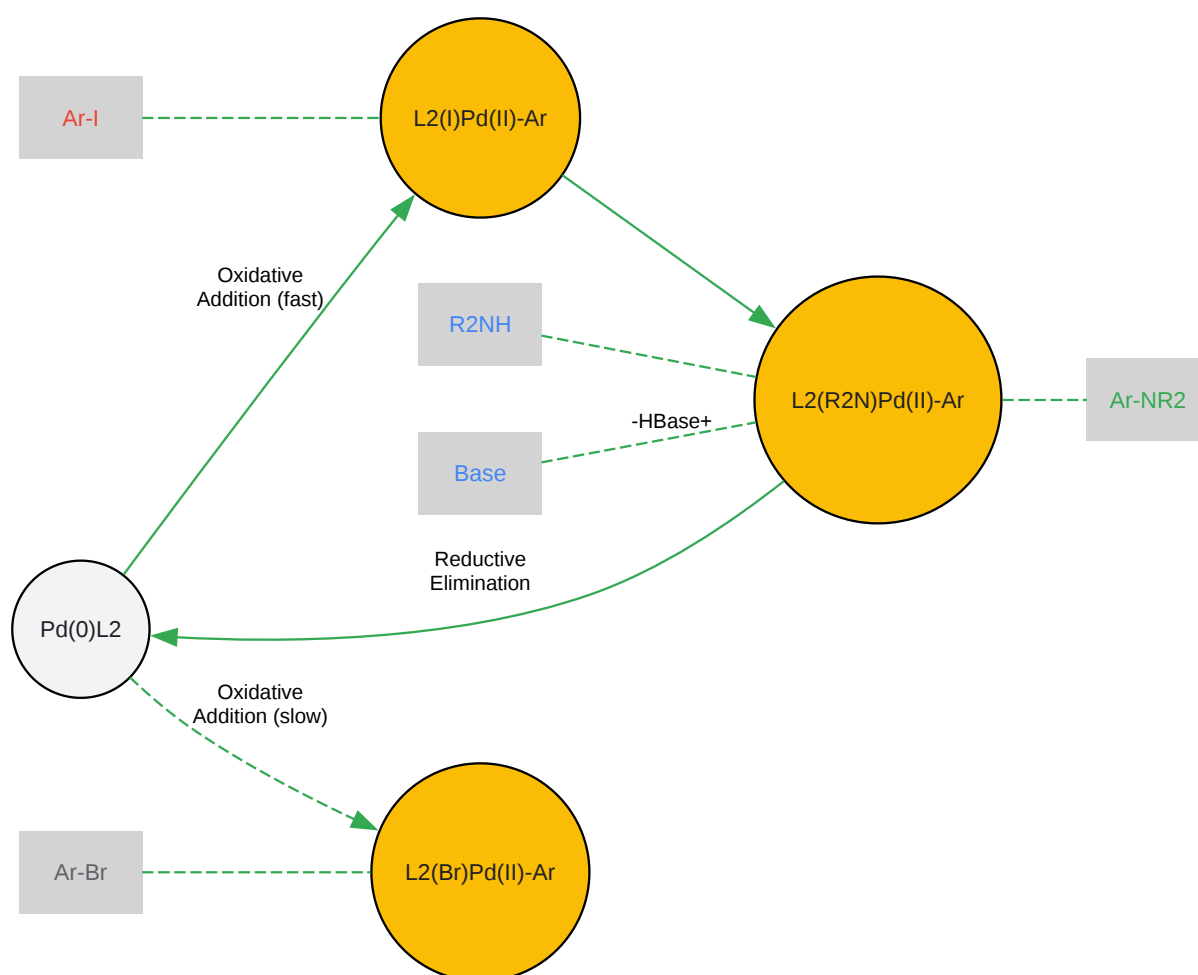 Ar-I
L2(I)Pd(II)-Ar
Oxidative
Addition (fast)
R2NH
L2(R2N)Pd(II)-Ar
Ar-NR2
-HBase+
Base
Reductive
Elimination
Pd(0)L2
Oxidative
Addition (slow)
Ar-Br
L2(Br)Pd(II)-Ar